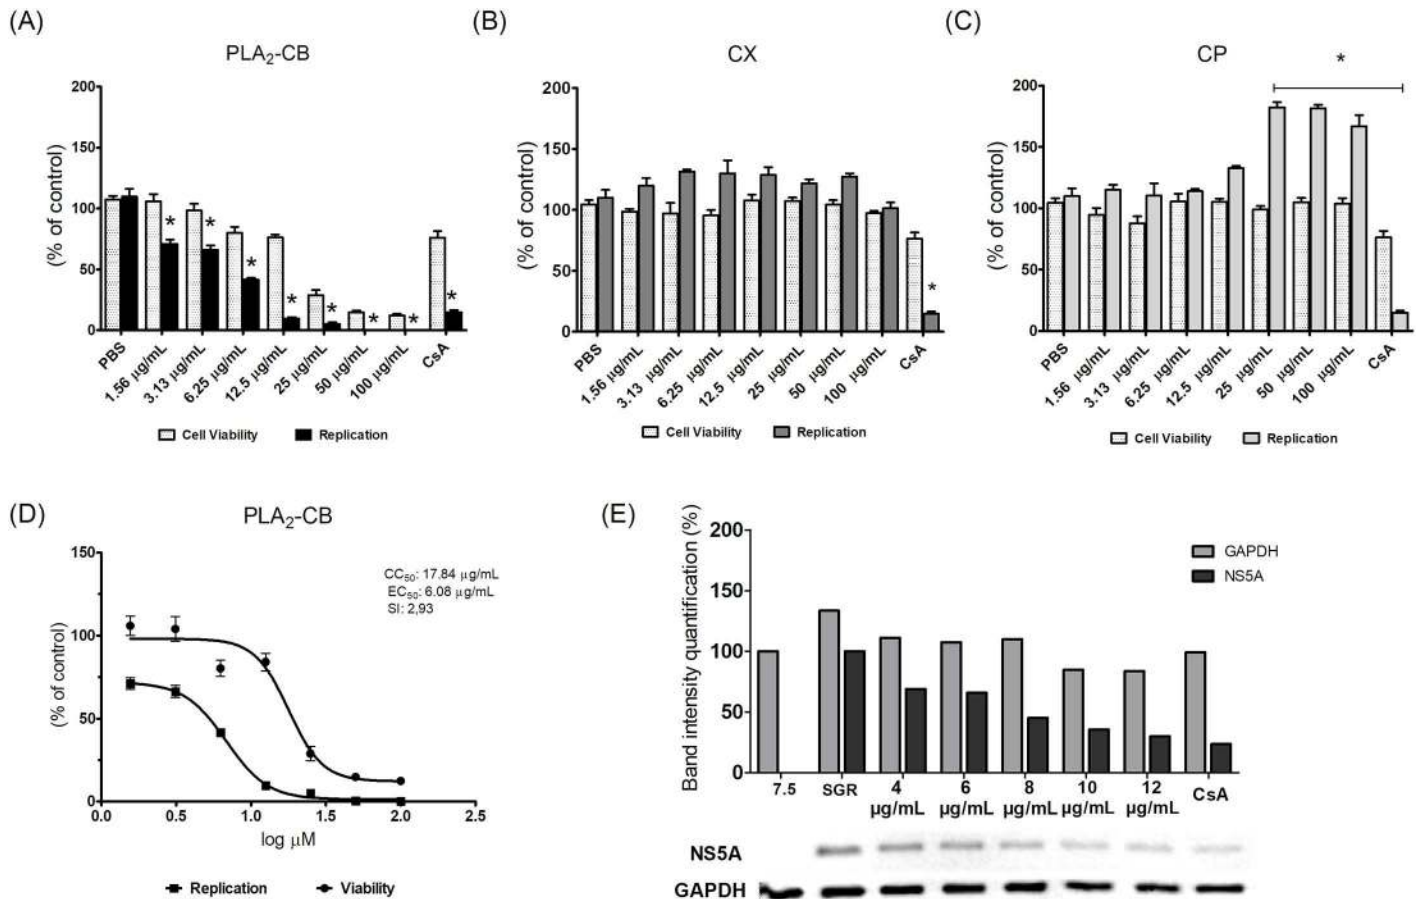 (A)
PLA2-CB
(% of control)
200
150
100
50
0
PBS
1.56 µg/mL
3.13 µg/mL
6.25 µg/mL
12.5 µg/mL
25 µg/mL
50 µg/mL
100 µg/mL
CsA
* * * * * * * *
Cell Viability Replication
(B)
CX
(% of control)
200
150
100
50
0
PBS
1.56 µg/mL
3.13 µg/mL
6.25 µg/mL
12.5 µg/mL
25 µg/mL
50 µg/mL
100 µg/mL
CsA
*
Cell Viability Replication
(C)
CP
(% of control)
200
150
100
50
0
PBS
1.56 µg/mL
3.13 µg/mL
6.25 µg/mL
12.5 µg/mL
25 µg/mL
50 µg/mL
100 µg/mL
CsA
*
Cell Viability Replication
(D)
PLA2-CB
(% of control)
150
100
50
0
0.0 0.5 1.0 1.5 2.0 2.5
log µM
CC50: 17.84 µg/mL
EC50: 6.08 µg/mL
SI: 2,93
Replication Viability
(E)
Band intensity quantification (%)
200
150
100
50
0
GAPDH
NS5A
7.5 SGR 4 6 8 10 12 CsA
µg/mL µg/mL µg/mL µg/mL µg/mL
NS5A
GAPDH